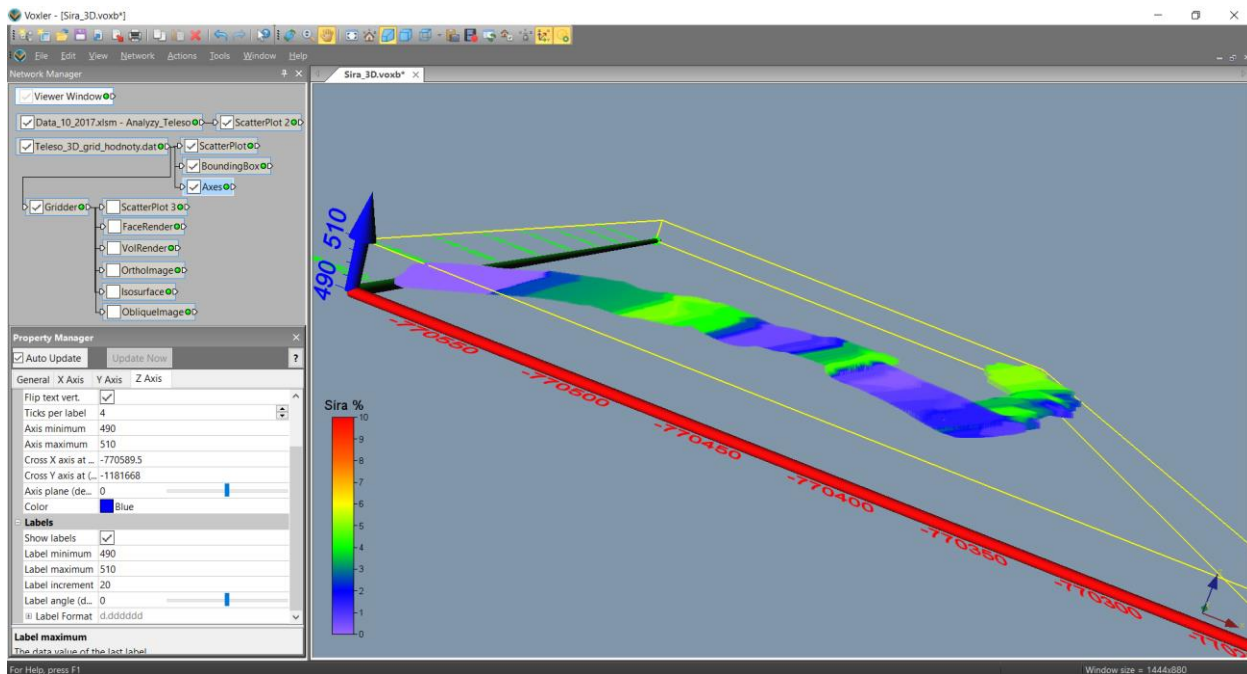 Voxler - [Sira_3D.voxb*]
File Edit View Network Actions Tools Window Help
Network Manager
Sira_3D.voxb*
Viewer Window
Data_10_2017.xlsm - Analyzy_Teleso
ScatterPlot 2
Teleso_3D_grid_hodnoty.dat
ScatterPlot
BoundingBox
Axes
Gridder
ScatterPlot 3
FaceRender
VolRender
OrthoImage
Isosurface
ObliqueImage
Property Manager
Auto Update Update Now ?
General X Axis Y Axis Z Axis
Flip text vert.
Ticks per label 4
Axis minimum 490
Axis maximum 510
Cross X axis at ... -770589.5
Cross Y axis at (... -1181668
Axis plane (de... 0
Color Blue
Labels
Show labels
Label minimum 490
Label maximum 510
Label increment 20
Label angle (d... 0
Label Format d.dddddd
Label maximum
The data value of the last label
510
490
-770550
-770500
-770450
-770400
-770350
-770300
Sira %
10
9
8
7
6
5
4
3
2
1
0
For Help, press F1
Window size = 1444x880